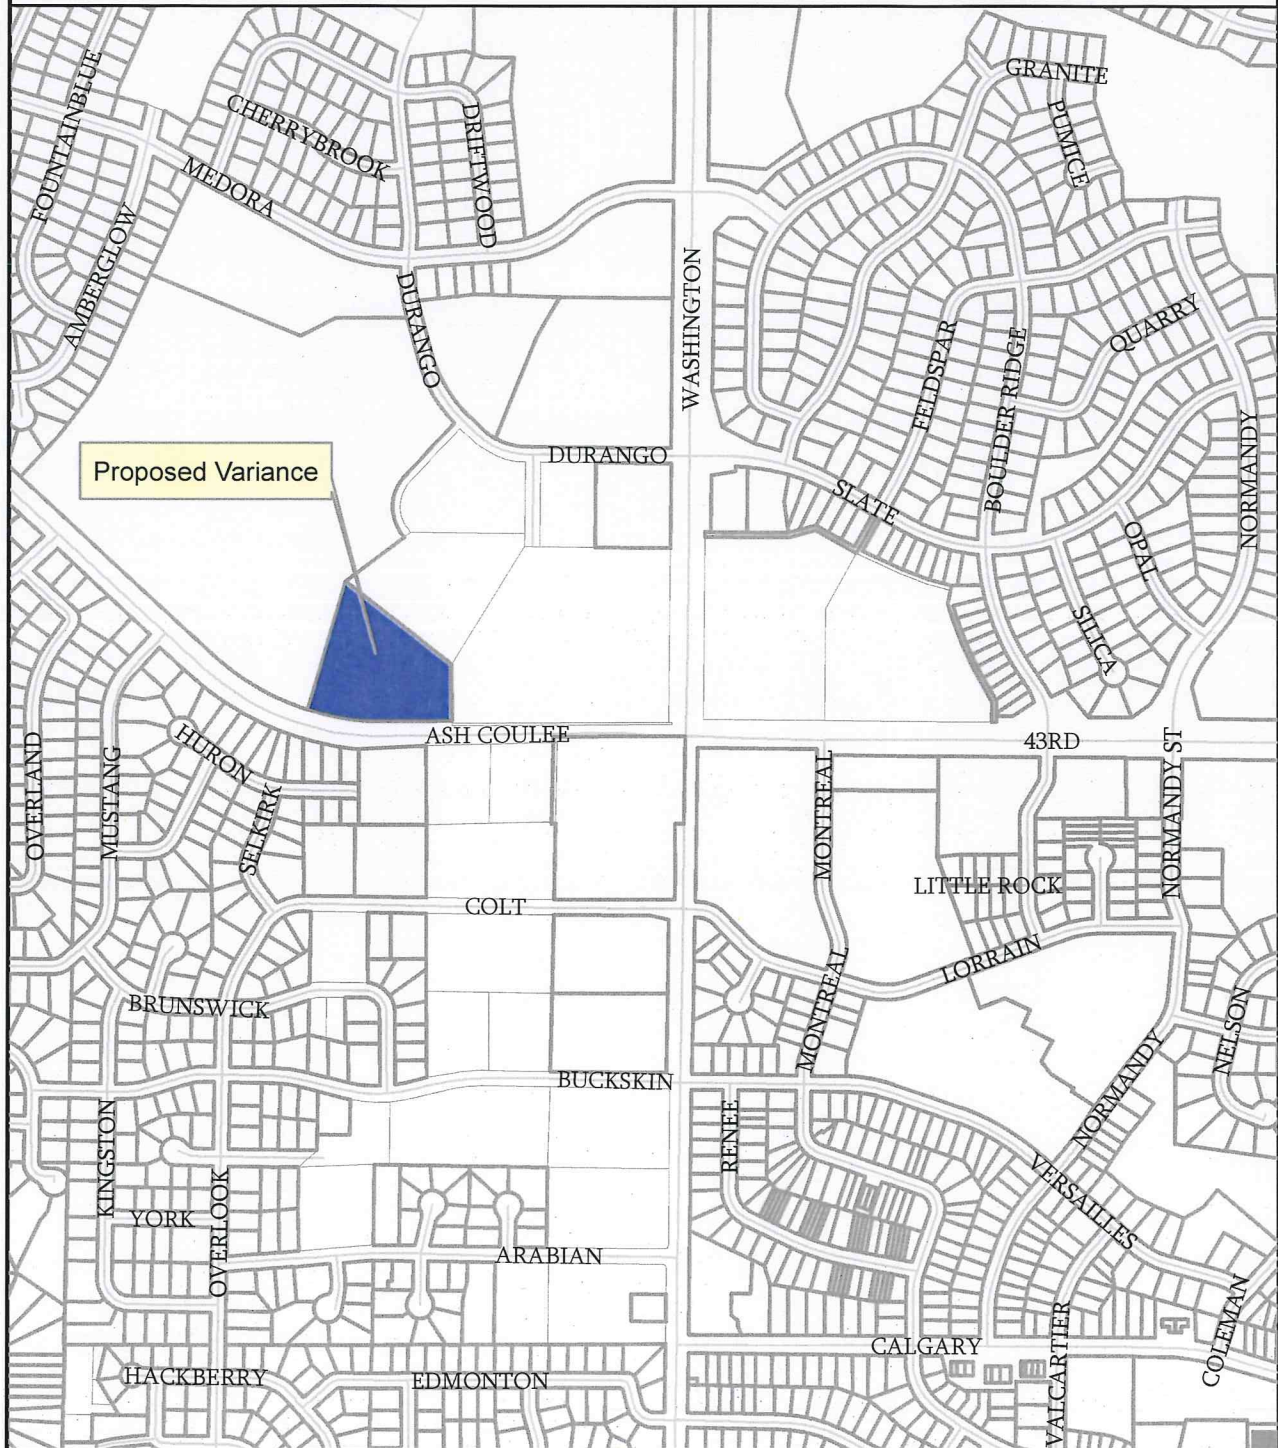 GRANITE
FOUNTAINBLUE
CHERRYBROOK
DRIFTWOOD
PUMICE
MEDORA
AMBERGLOW
DURANGO
WASHINGTON
QUARRY
FELDSPAR
BOULDER RIDGE
NORMANDY
Proposed Variance
DURANGO
SLATE
OPAL
SILICA
ASH COULEE
43RD
HURON
OVERLAND
MUSTANG
SELKIRK
MONTREAL
NORMANDY ST
LITTLE ROCK
COLT
LORRAIN
BRUNSWICK
MONTREAL
NELSON
BUCKSKIN
NORMANDY
KINGSTON
RENEE
VERSAILLES
YORK
OVERLOOK
ARABIAN
COLEMAN
CALGARY
VALCARTIER
HACKBERRY
EDMONTON